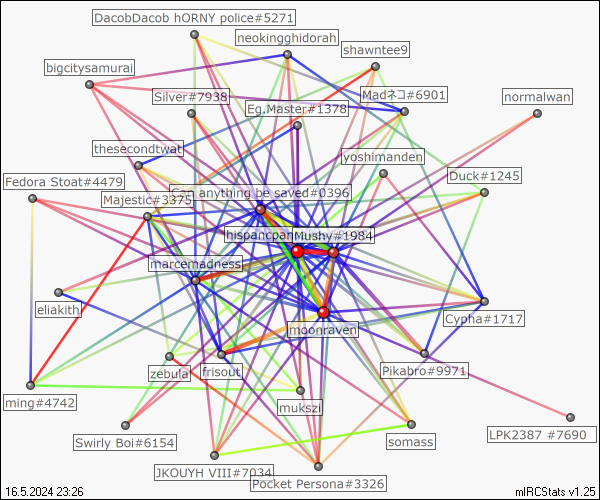 DacobDacob hORNY police#5271
neokingghidorah
shawntee9
bigcitysamurai
Silver#7938
Madネコ#6901
normalwan
Eg.Master#1378
thesecondtwat
yoshimanden
Fedora Stoat#4479
Can anything be saved#0396
Duck#1245
Majestic#3375
hispancpan
Mushy#1984
marcemadness
eliakith
Cypha#1717
moonraven
zebula
frisout
Pikabro#9971
ming#4742
mukszi
Swirly Boi#6154
somass
LPK2387 #7690
JKOUYH VIII#7034
Pocket Persona#3326
16.5.2024 23:26
mIRCStats v1.25